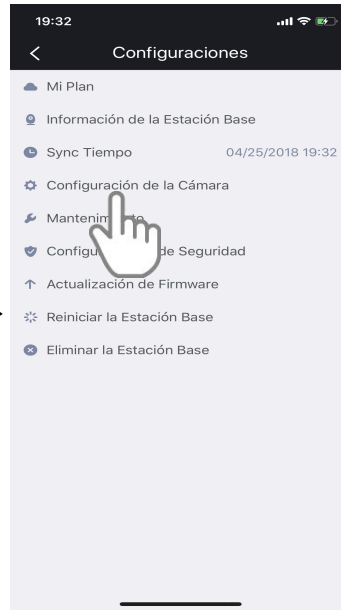 19:32
Configuraciones
Mi Plan
Información de la Estación Base
Sync Tiempo 04/25/2018 19:32
Configuración de la Cámara
de Seguridad
Actualización de Firmware
Reiniciar la Estación Base
Eliminar la Estación Base